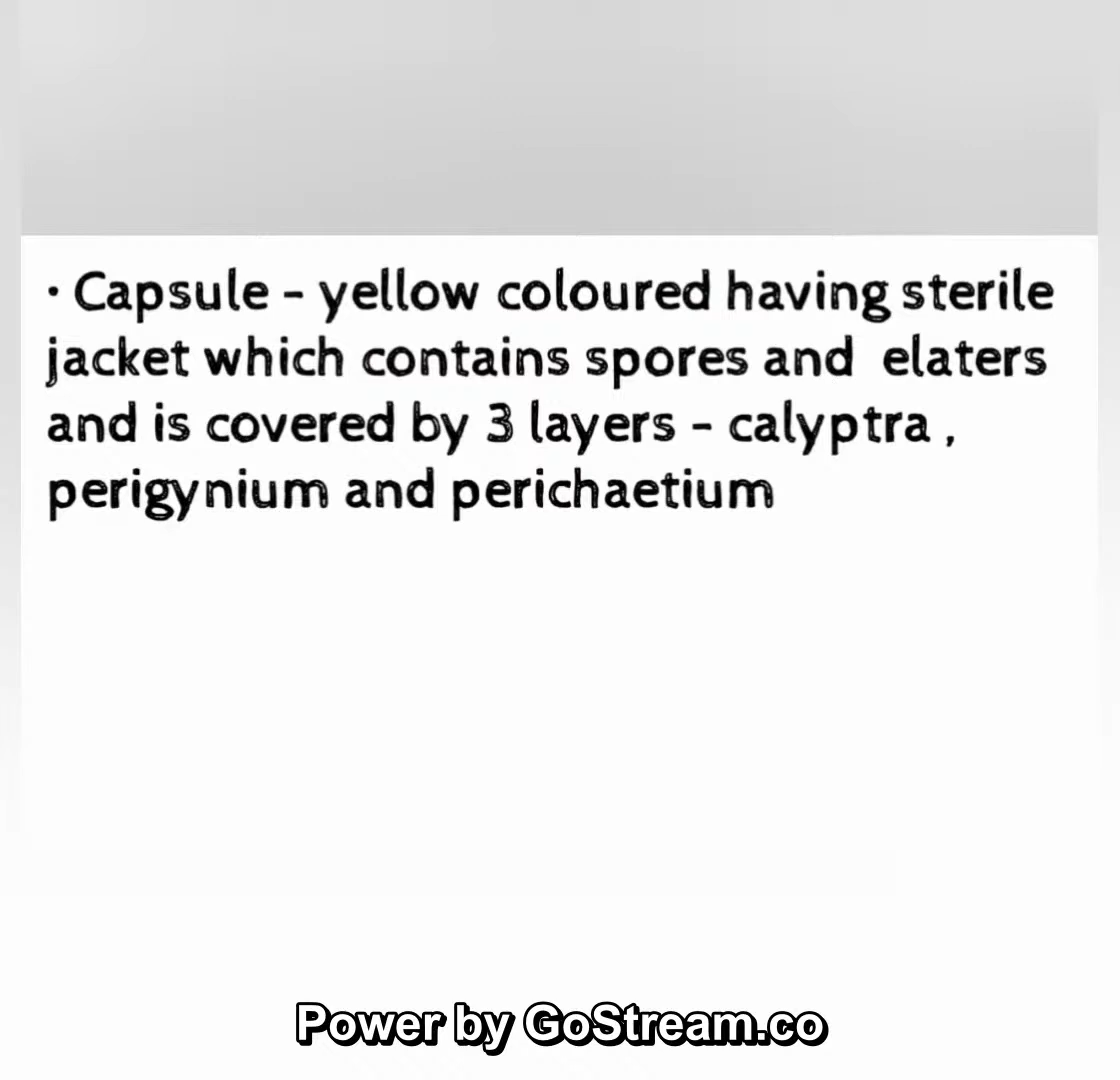 • Capsule - yellow coloured having sterile
jacket which contains spores and elaters
and is covered by 3 layers - calyptra ,
perigynium and perichaetium
Power by GoStream.co